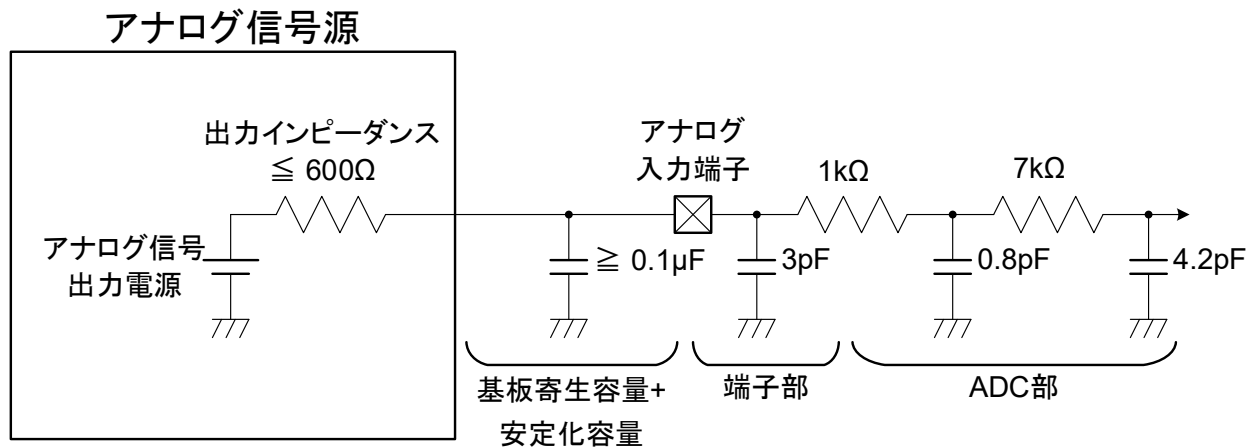 アナログ信号源
出力インピーダンス
≦ 600Ω
アナログ信号
出力電源
アナログ
入力端子
1kΩ
7kΩ
≧ 0.1μF
3pF
0.8pF
4.2pF
基板寄生容量+
安定化容量
端子部
ADC部